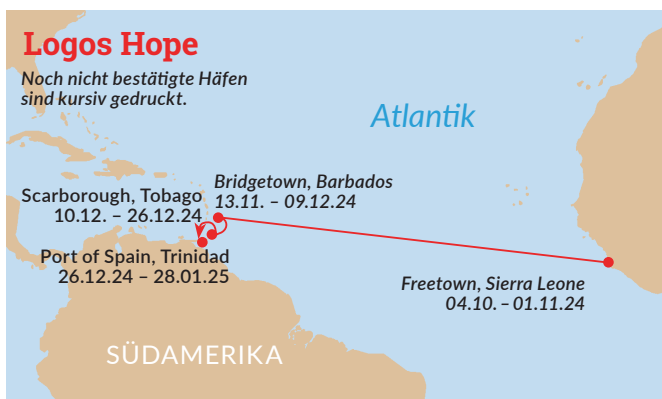 Logos Hope
Noch nicht bestätigte Häfen
sind kursiv gedruckt.
Atlantik
Bridgetown, Barbados
13.11. – 09.12.24
Scarborough, Tobago
10.12. – 26.12.24
Port of Spain, Trinidad
26.12.24 – 28.01.25
Freetown, Sierra Leone
04.10. – 01.11.24
SÜDAMERIKA